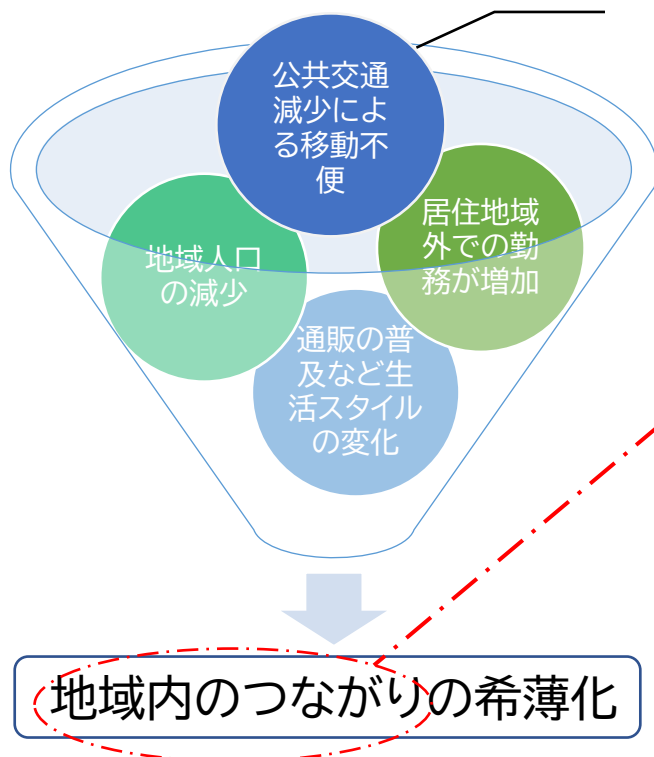 公共交通
減少によ
る移動不
便
居住地域
外での勤
務が増加
地域人口
の減少
通販の普
及など生
活スタイル
の変化
地域内のつながりの希薄化